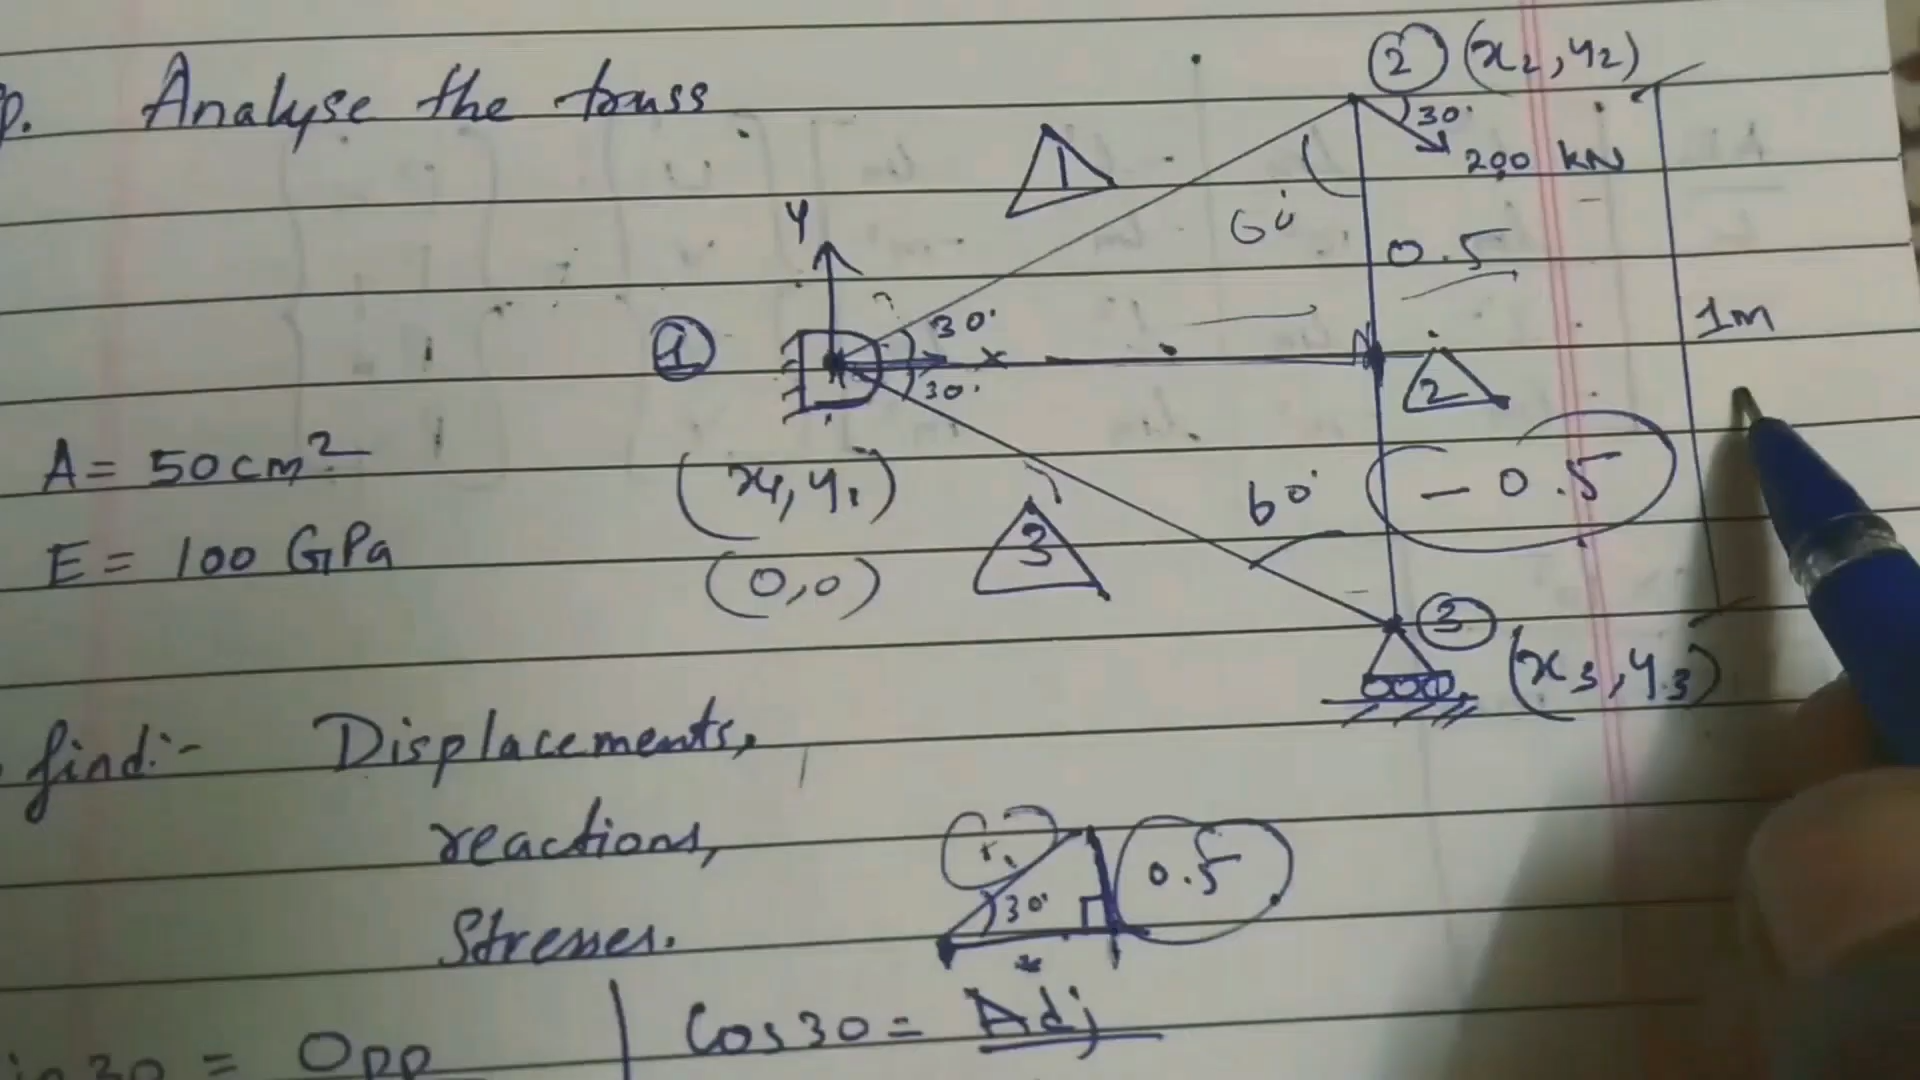 p. Analyse the truss
2 (x2, y2)
30°
200 kN
1
60°
0.5
Y
1
30°
x
30°
2
1m
A = 50 cm2
(x1, y1)
60°
- 0.5
3
E = 100 GPa
(0,0)
3
(x3, y3)
find:- Displacements,
reactions,
Stresses.
30°
0.5
Cos30 = Adj
30 = Opp